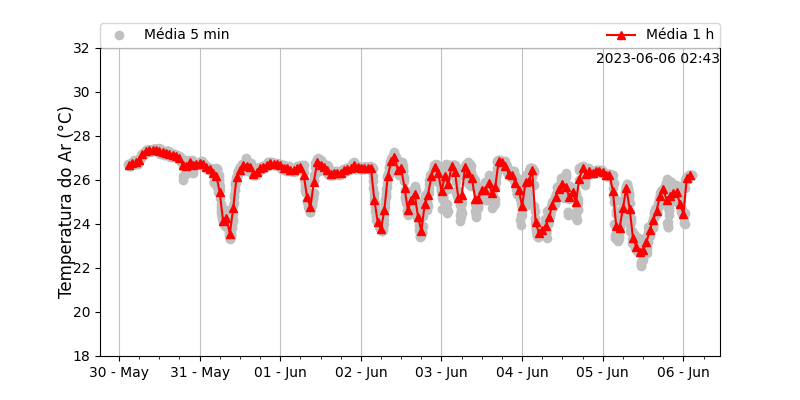 Média 5 min
Média 1 h
2023-06-06 02:43
Temperatura do Ar (°C)
32
30
28
26
24
22
20
18
30 - May
31 - May
01 - Jun
02 - Jun
03 - Jun
04 - Jun
05 - Jun
06 - Jun